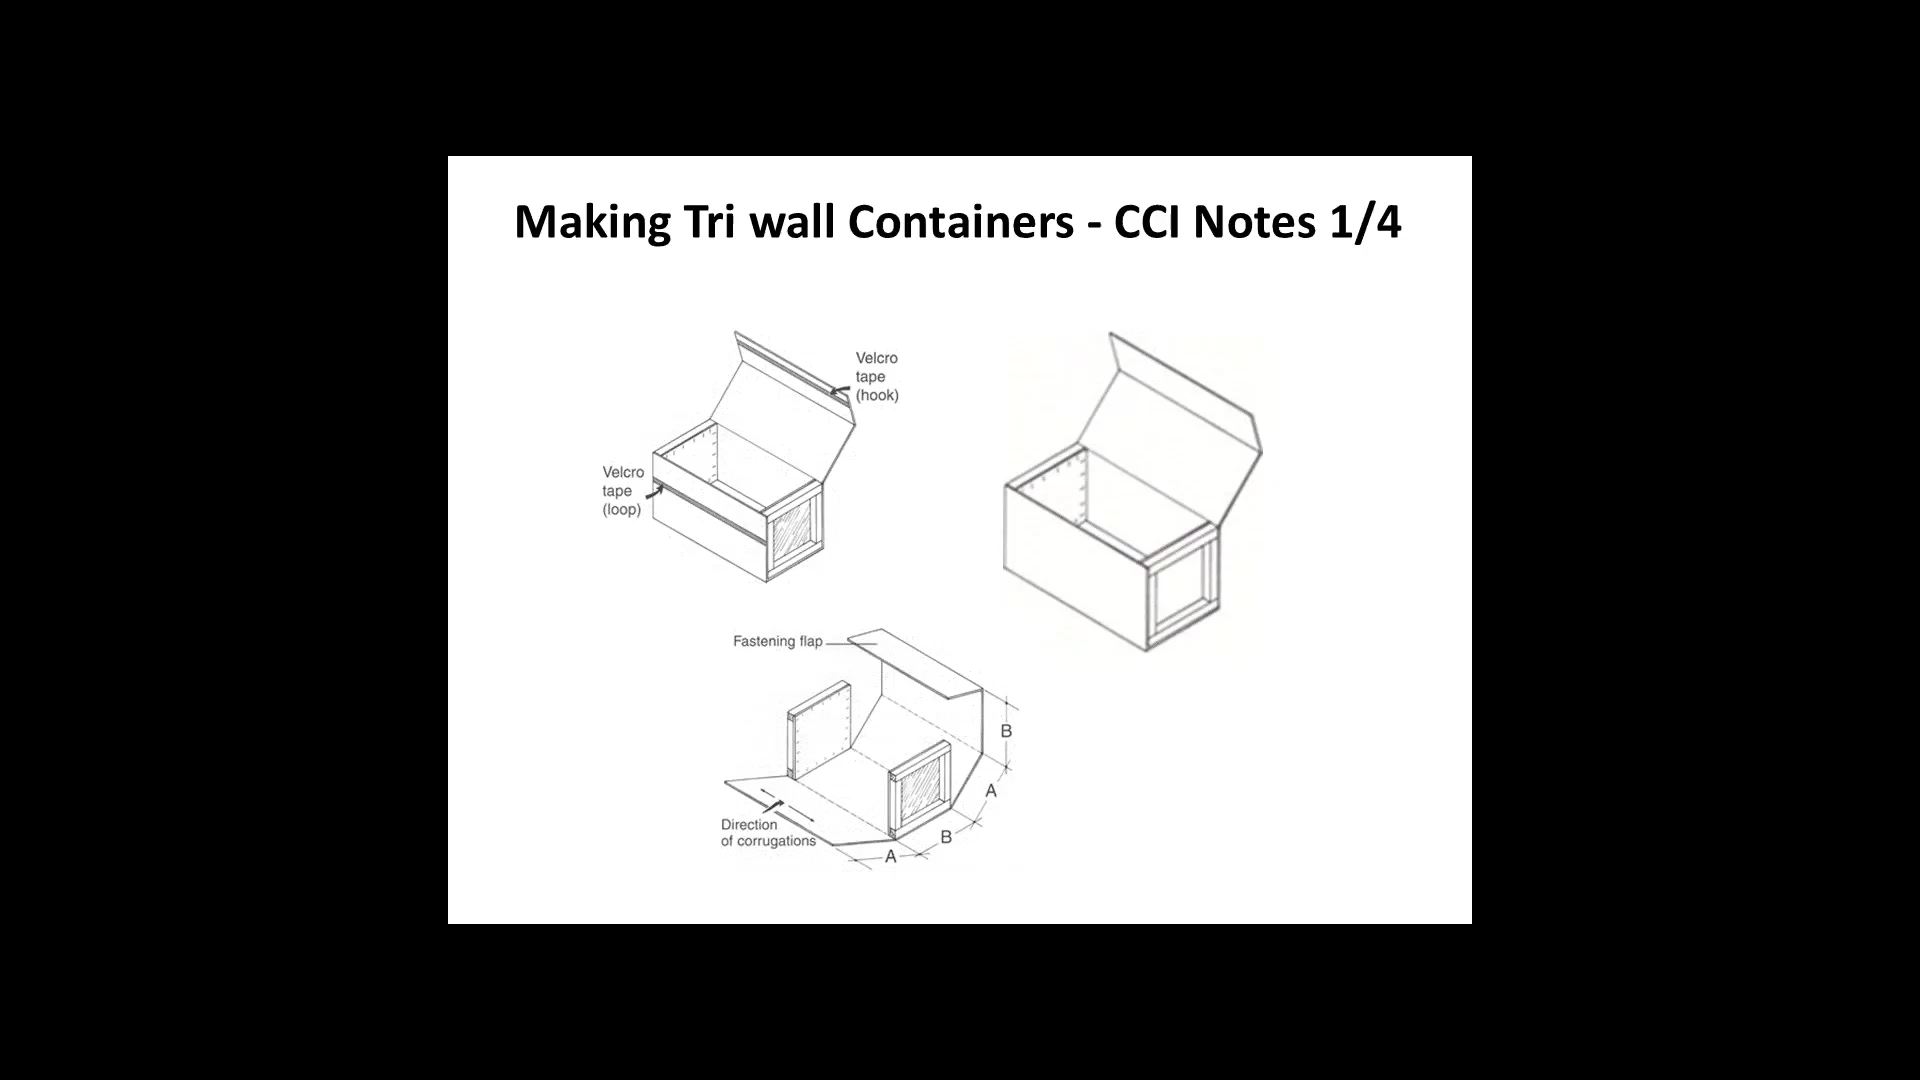 Making Tri wall Containers - CCI Notes 1/4
Velcro
tape
(hook)
Velcro
tape
(loop)
Fastening flap
B
A
Direction
of corrugations
B
A